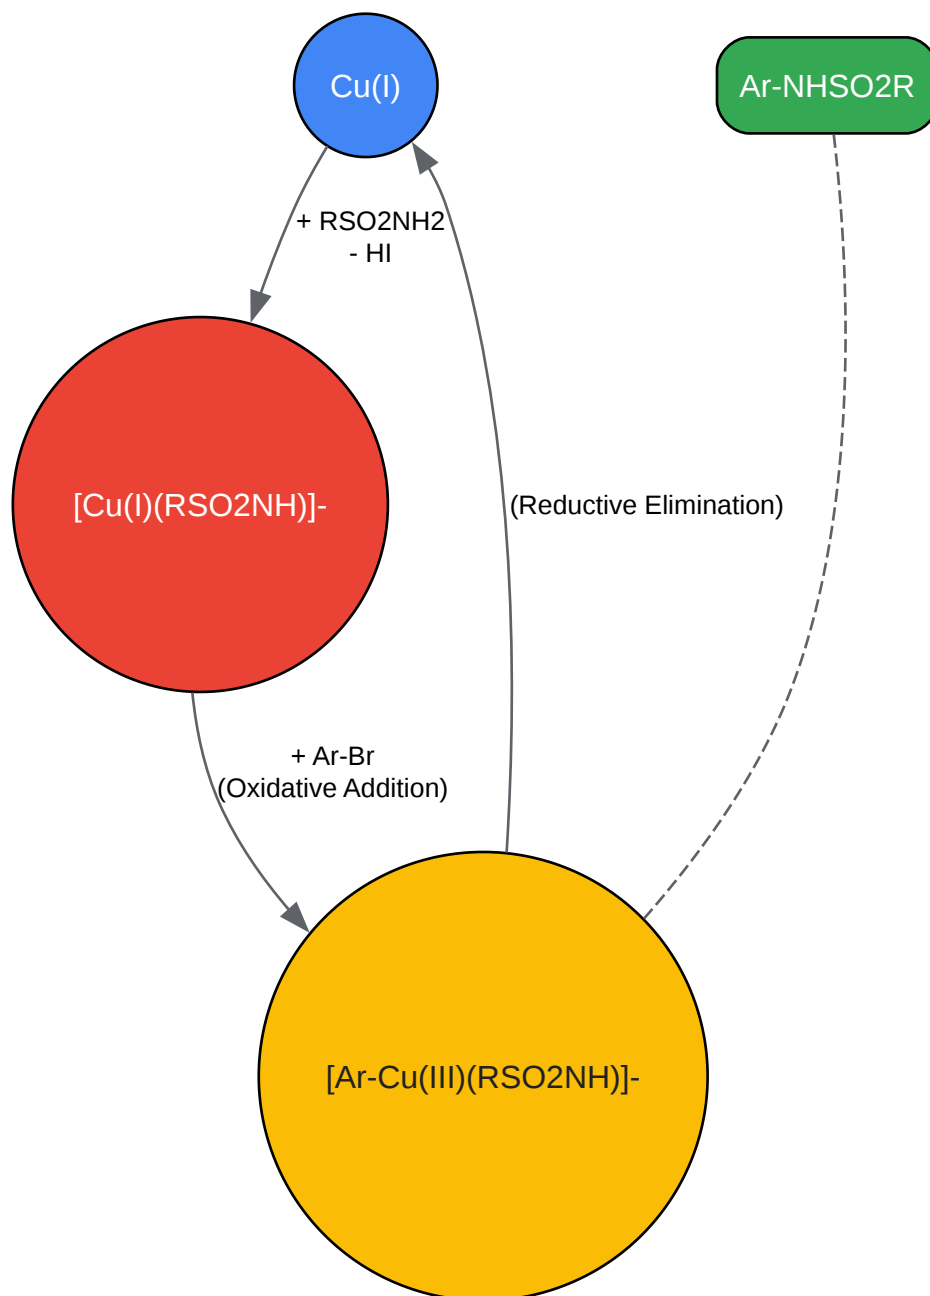 Cu(I)
Ar-NHSO2R
+ RSO2NH2
- HI
[Cu(I)(RSO2NH)]-
(Reductive Elimination)
+ Ar-Br
(Oxidative Addition)
[Ar-Cu(III)(RSO2NH)]-